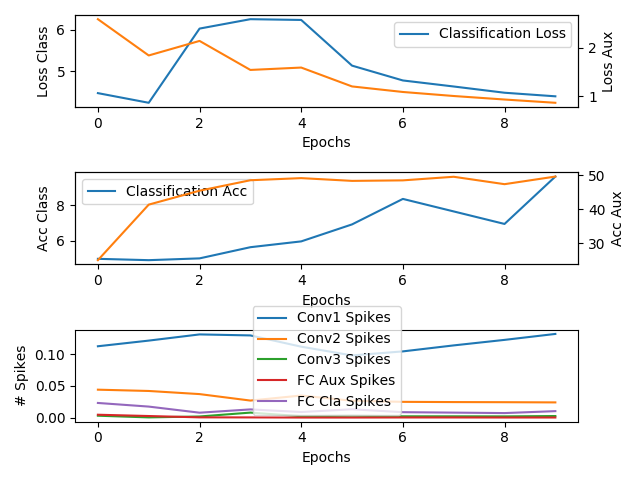 Classification Loss
Loss Class
6
5
2
1
Loss Aux
0 2 4 6 8
Epochs
Classification Acc
Acc Class
8
6
50
40
30
Acc Aux
0 2 4 6 8
Epochs
Conv1 Spikes
Conv2 Spikes
Conv3 Spikes
FC Aux Spikes
FC Class Spikes
# Spikes
0.10
0.05
0.00
0 2 4 6 8
Epochs